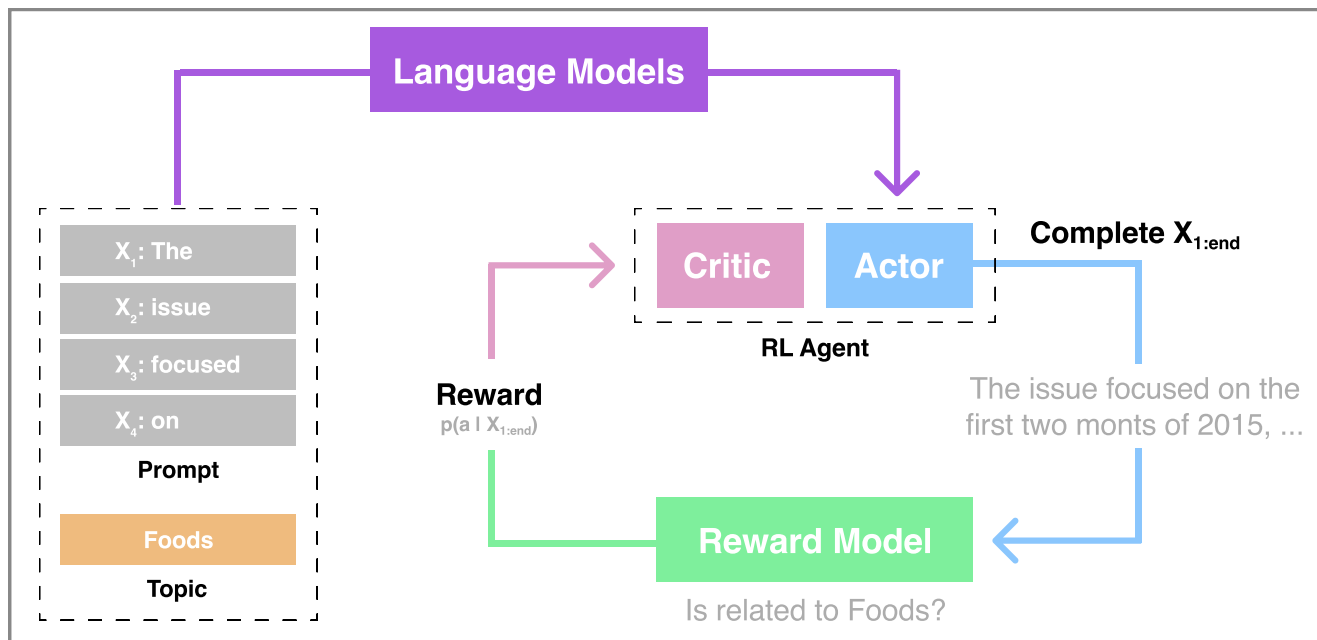 Language Models
X1: The
X2: issue
X3: focused
X4: on
Prompt
Foods
Topic
Critic
Actor
RL Agent
Complete X1:end
The issue focused on the
first two monts of 2015, ...
Reward
p(a | X1:end)
Reward Model
Is related to Foods?